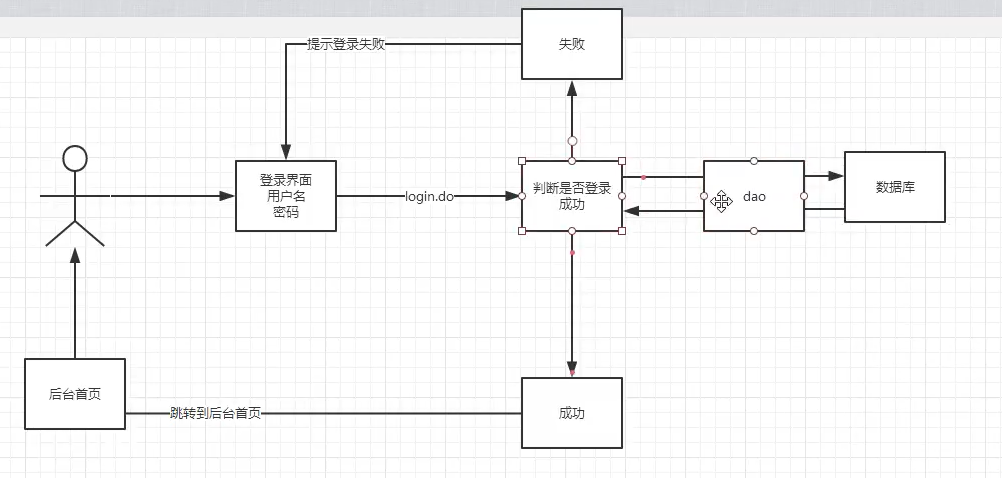 提示登录失败
失败
登录界面
用户名
密码
login.do
判断是否登录
成功
dao
数据库
后台首页
跳转到后台首页
成功